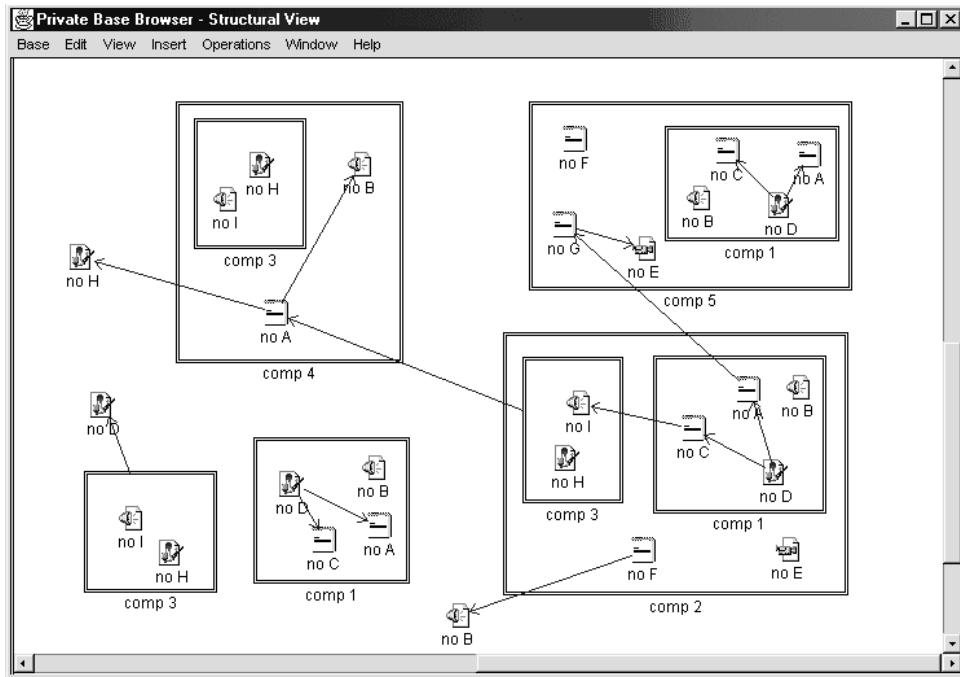 Private Base Browser - Structural View
Base Edit View Insert Operations Window Help
no H
no I
comp 3
no B
no H
no A
comp 4
no F
no C
no A
no B
no D
comp 1
no G
no E
comp 5
no D
no I
no H
comp 3
no B
no D
no A
no C
comp 1
no I
no H
comp 3
no A
no B
no C
no D
comp 1
no F
no E
comp 2
no B